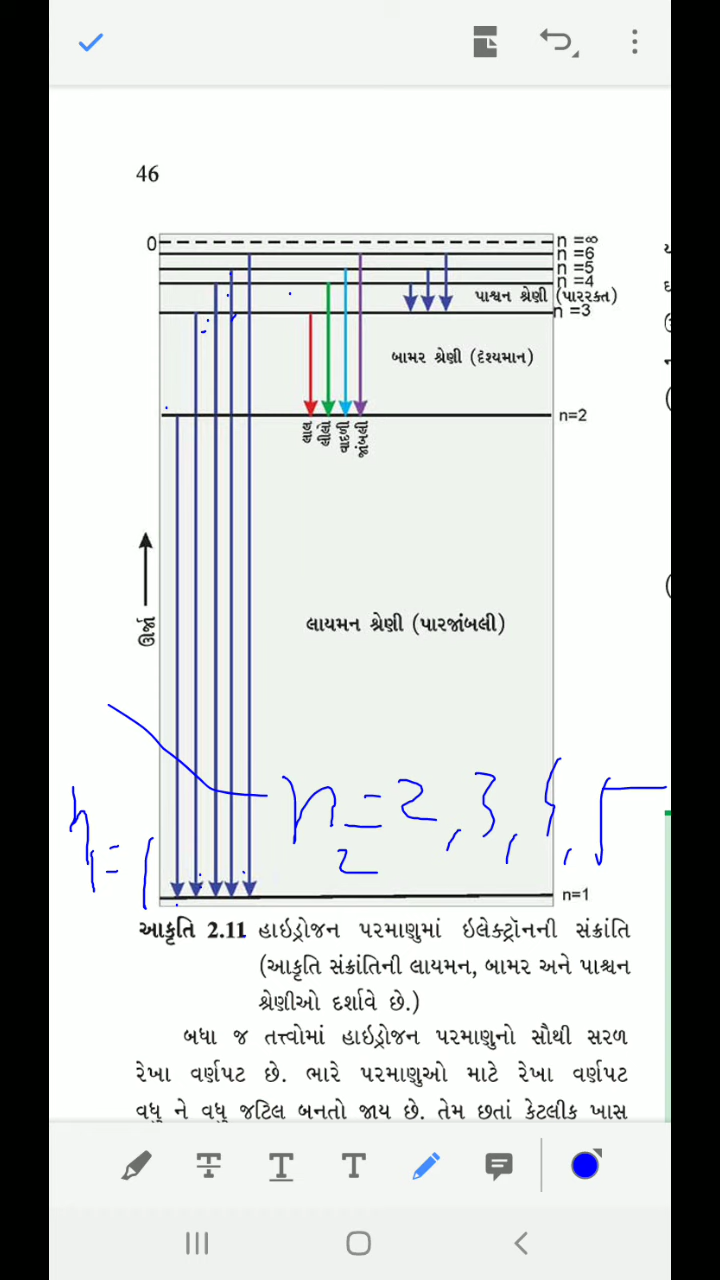 46
0
n =∞
n =6
n =5
n =4
પાશ્વન શ્રેણી (પારરક્ત)
n =3
બામર શ્રેણી (દૃશ્યમાન)
n=2
લાલ
લીલો
વાદળી
જાંબલી
ઊર્જા
લાયમન શ્રેણી (પારજાંબલી)
n₂=2, 3, 4, 5
n₁=1
n=1
આકૃતિ 2.11 હાઇડ્રોજન પરમાણુમાં ઇલેક્ટ્રૉનની સંક્રાંતિ
(આકૃતિ સંક્રાંતિની લાયમન, બામર અને પાશ્ચન
શ્રેણીઓ દર્શાવે છે.)
બધા જ તત્ત્વોમાં હાઇડ્રોજન પરમાણુનો સૌથી સરળ
રેખા વર્ણપટ છે. ભારે પરમાણુઓ માટે રેખા વર્ણપટ
વધુ ને વધુ જટિલ બનતો જાય છે. તેમ છતાં કેટલીક ખાસ